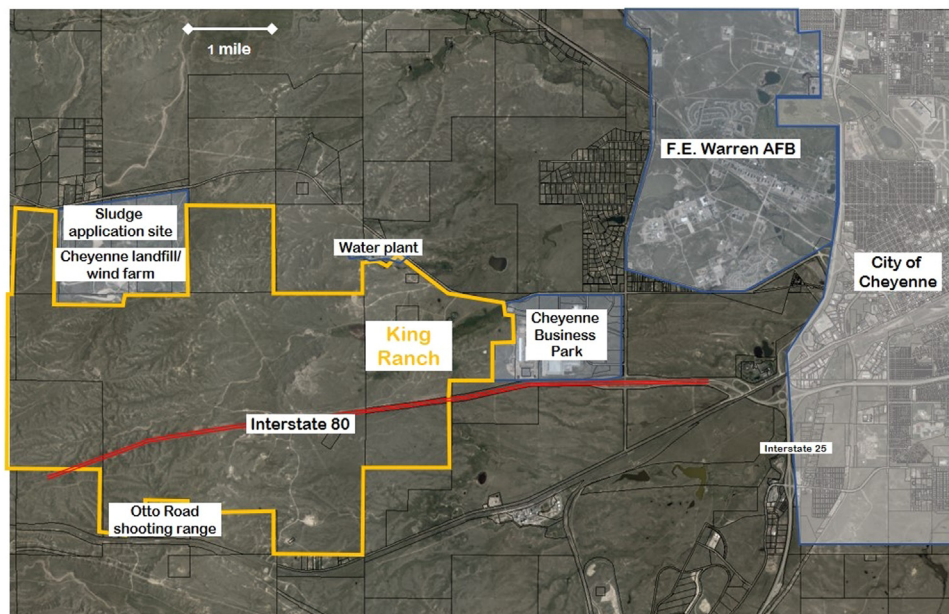 1 mile
F.E. Warren AFB
Sludge
application site
Cheyenne landfill/
wind farm
Water plant
City of
Cheyenne
Cheyenne
Business
Park
King
Ranch
Interstate 80
Interstate 25
Otto Road
shooting range